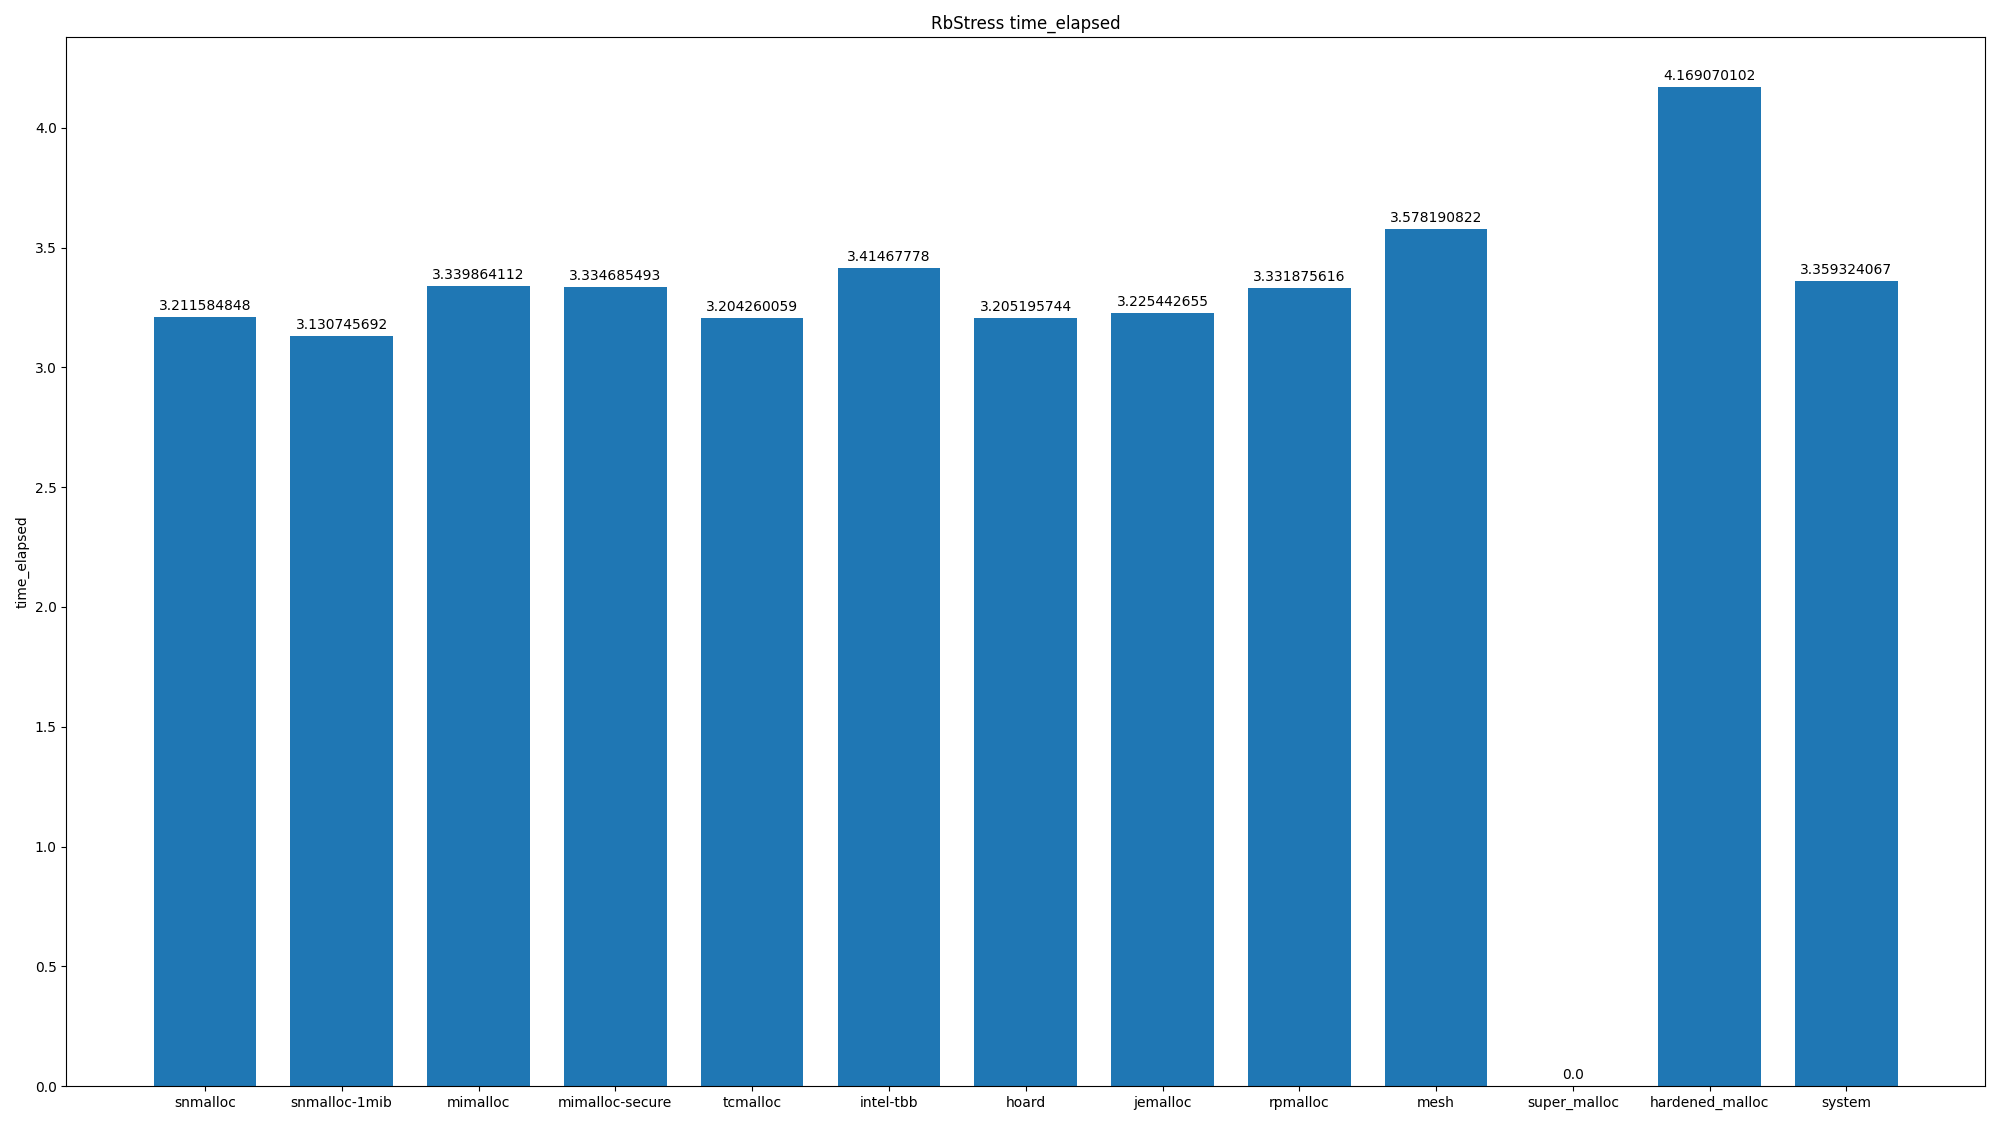 RbStress time_elapsed
time_elapsed
4.0
3.5
3.0
2.5
2.0
1.5
1.0
0.5
0.0
3.211584848
3.130745692
3.339864112
3.334685493
3.204260059
3.41467778
3.205195744
3.225442655
3.331875616
3.578190822
0.0
4.169070102
3.359324067
snmalloc
snmalloc-1mib
mimalloc
mimalloc-secure
tcmalloc
intel-tbb
hoard
jemalloc
rpmalloc
mesh
super_malloc
hardened_malloc
system